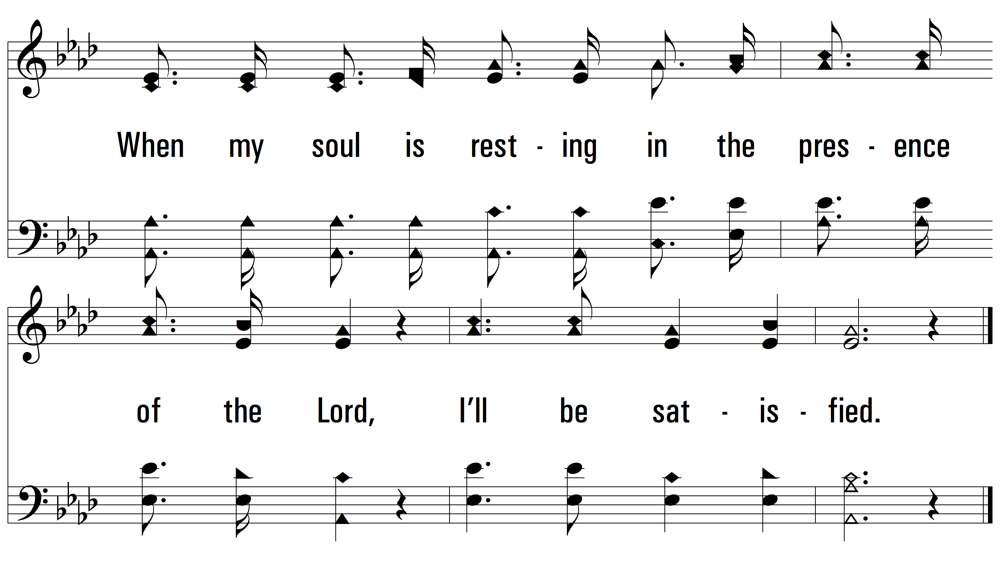 When my soul is rest - ing in the pres - ence
of the Lord, I’ll be sat - is - fied.